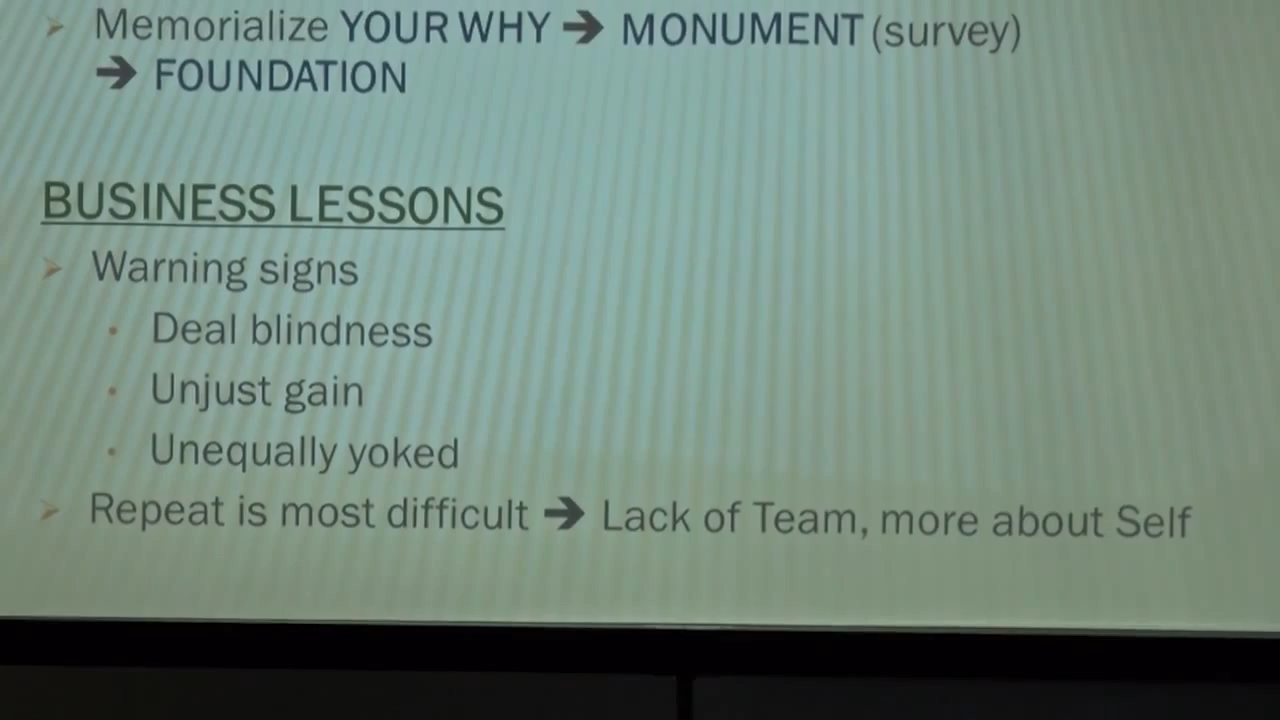 ➢ Memorialize YOUR WHY ➔ MONUMENT (survey)
➔ FOUNDATION
BUSINESS LESSONS
➢ Warning signs
• Deal blindness
• Unjust gain
• Unequally yoked
➢ Repeat is most difficult ➔ Lack of Team, more about Self